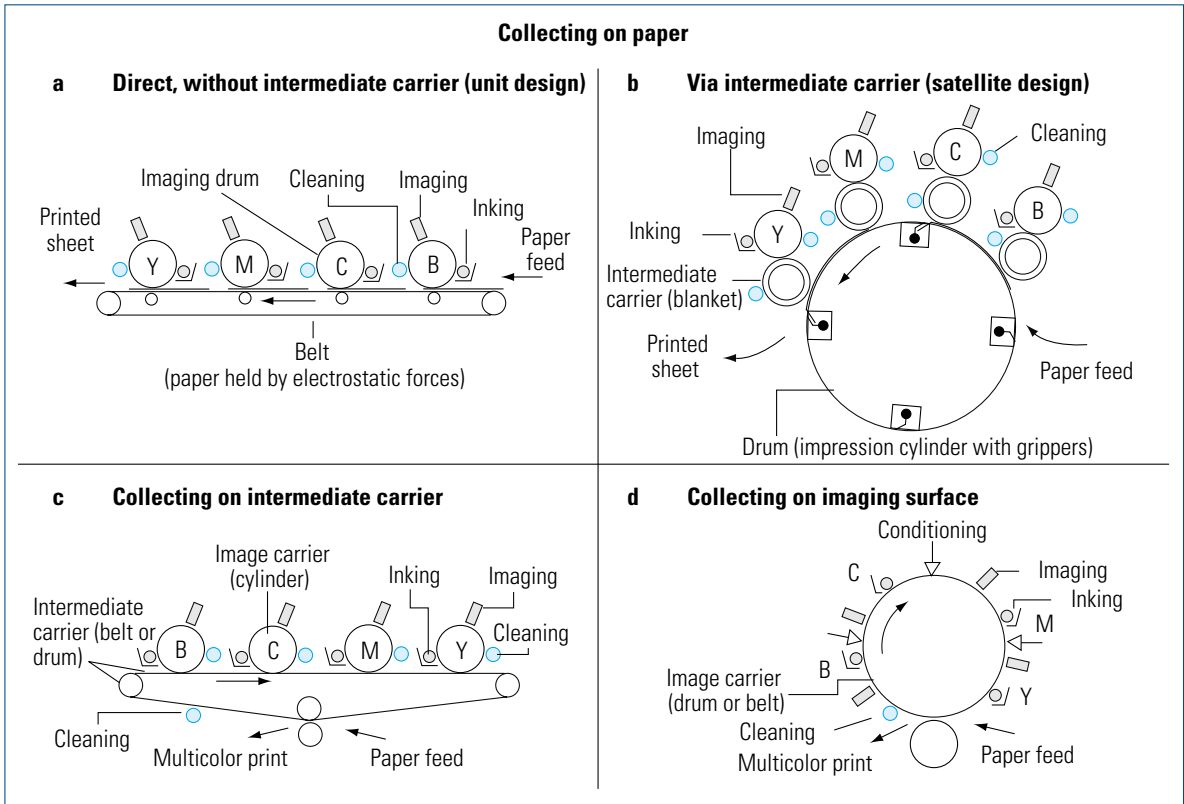 Collecting on paper
a Direct, without intermediate carrier (unit design)
Imaging drum
Cleaning
Imaging
Inking
Printed
sheet
Paper
feed
Y
M
C
B
Belt
(paper held by electrostatic forces)
b Via intermediate carrier (satellite design)
Imaging
Cleaning
M
C
Y
B
Inking
Intermediate
carrier (blanket)
Printed
sheet
Paper feed
Drum (impression cylinder with grippers)
c Collecting on intermediate carrier
Image carrier
(cylinder)
Inking
Imaging
Intermediate
carrier (belt or
drum)
Cleaning
B
C
M
Y
Cleaning
Multicolor print
Paper feed
d Collecting on imaging surface
Conditioning
C
Imaging
Inking
M
B
Image carrier
(drum or belt)
Y
Cleaning
Multicolor print
Paper feed